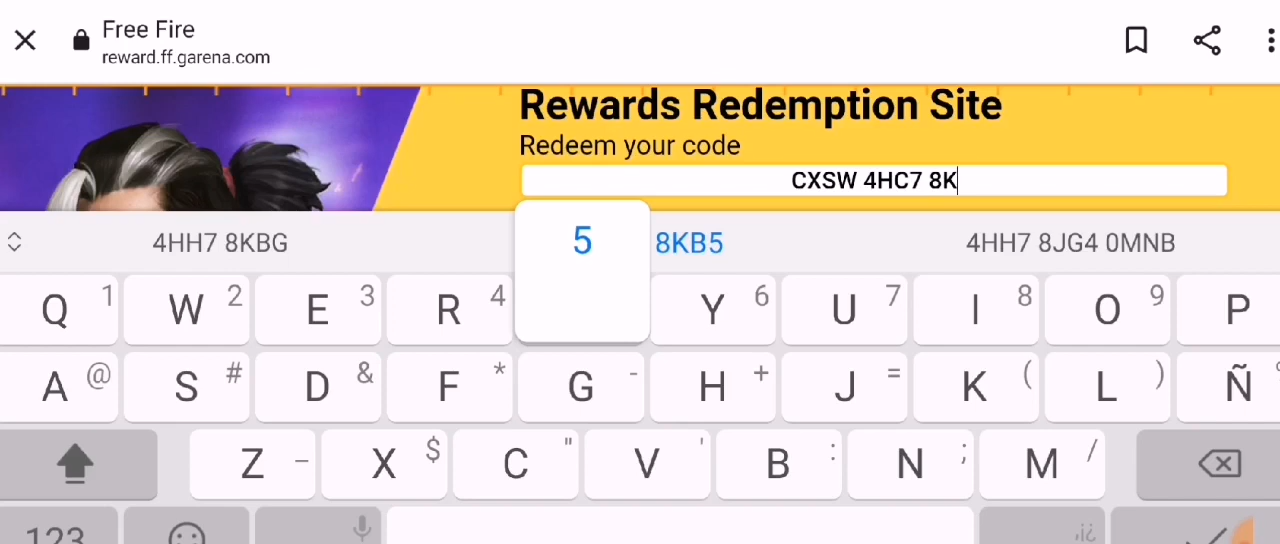 Free Fire
reward.ff.garena.com
Rewards Redemption Site
Redeem your code
CXSW 4HC7 8K
4HH7 8KBG 5 8KB5 4HH7 8JG4 0MNB
Q 1 W 2 E 3 R 4 Y 6 U 7 I 8 O 9 P
A @ S # D & F * G - H + J = K ( L ) Ñ
Z _ X $ C " V ' B : N ; M /
123 ,¡¿